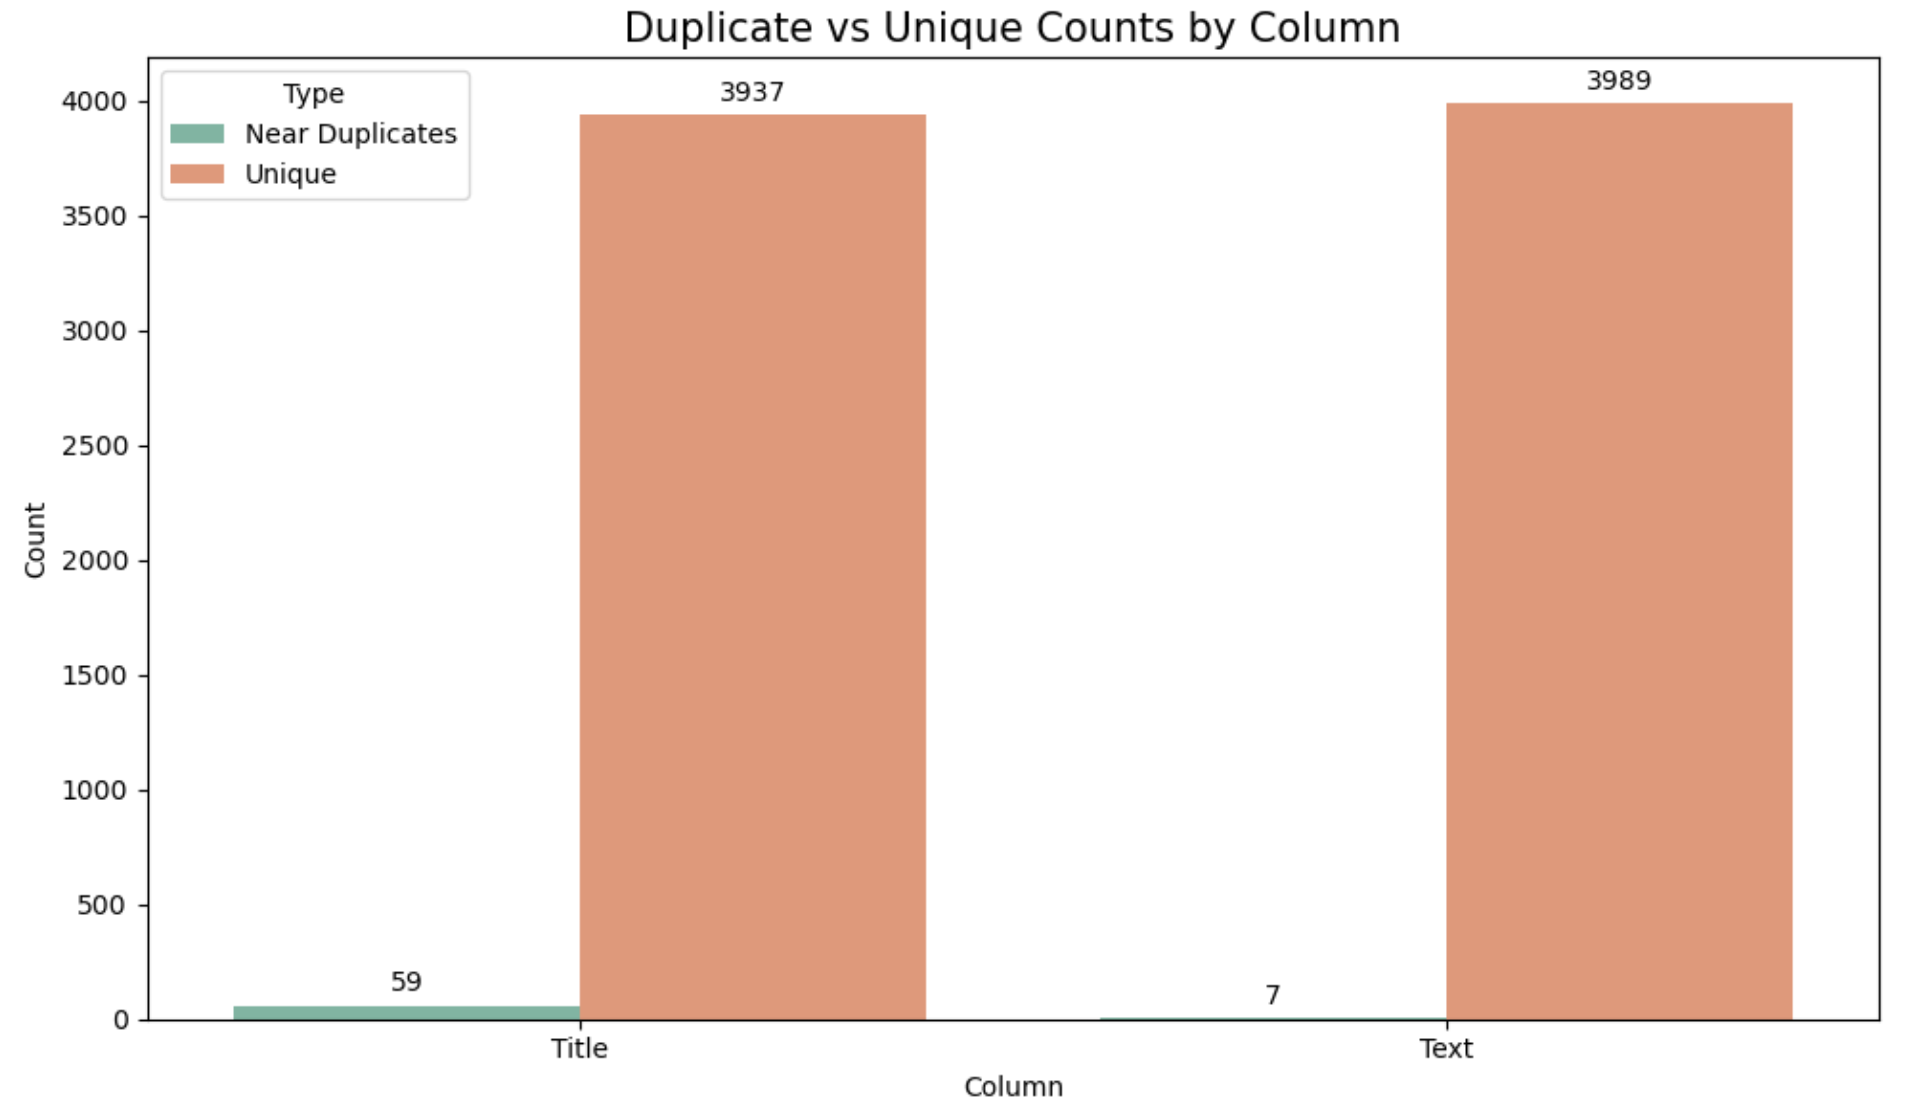 Duplicate vs Unique Counts by Column
Type
Near Duplicates
Unique
3937
3989
59
7
4000
3500
3000
2500
2000
1500
1000
500
0
Count
Title
Text
Column